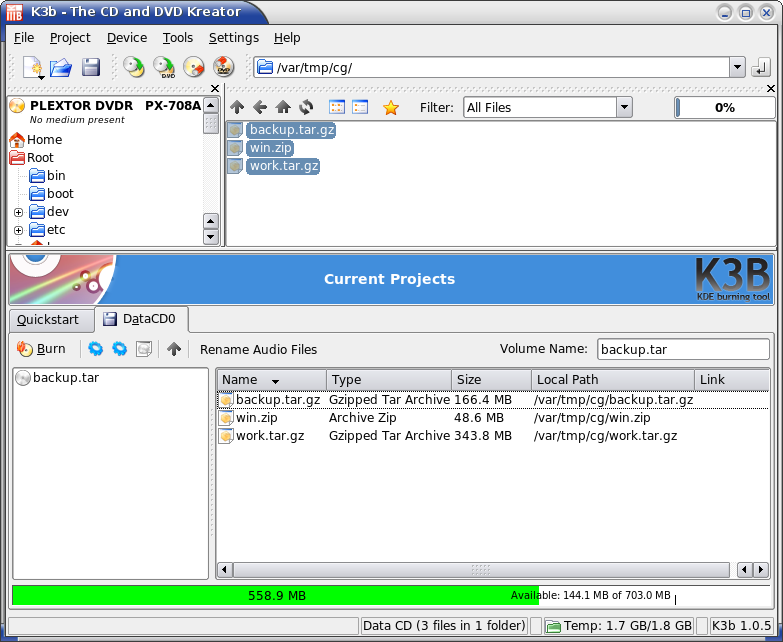 K3b - The CD and DVD Kreator
File Project Device Tools Settings Help
DVD DVD /var/tmp/cg/
PLEXTOR DVDR PX-708A
No medium present
Home
Root
bin
boot
dev
etc
Filter: All Files 0%
backup.tar.gz
win.zip
work.tar.gz
Current Projects
K3B
KDE burning tool
Quickstart DataCD0
Burn Rename Audio Files Volume Name: backup.tar
backup.tar
Name Type Size Local Path Link
backup.tar.gz Gzipped Tar Archive 166.4 MB /var/tmp/cg/backup.tar.gz
win.zip Archive Zip 48.6 MB /var/tmp/cg/win.zip
work.tar.gz Gzipped Tar Archive 343.8 MB /var/tmp/cg/work.tar.gz
558.9 MB Available: 144.1 MB of 703.0 MB
Data CD (3 files in 1 folder) Temp: 1.7 GB/1.8 GB K3b 1.0.5